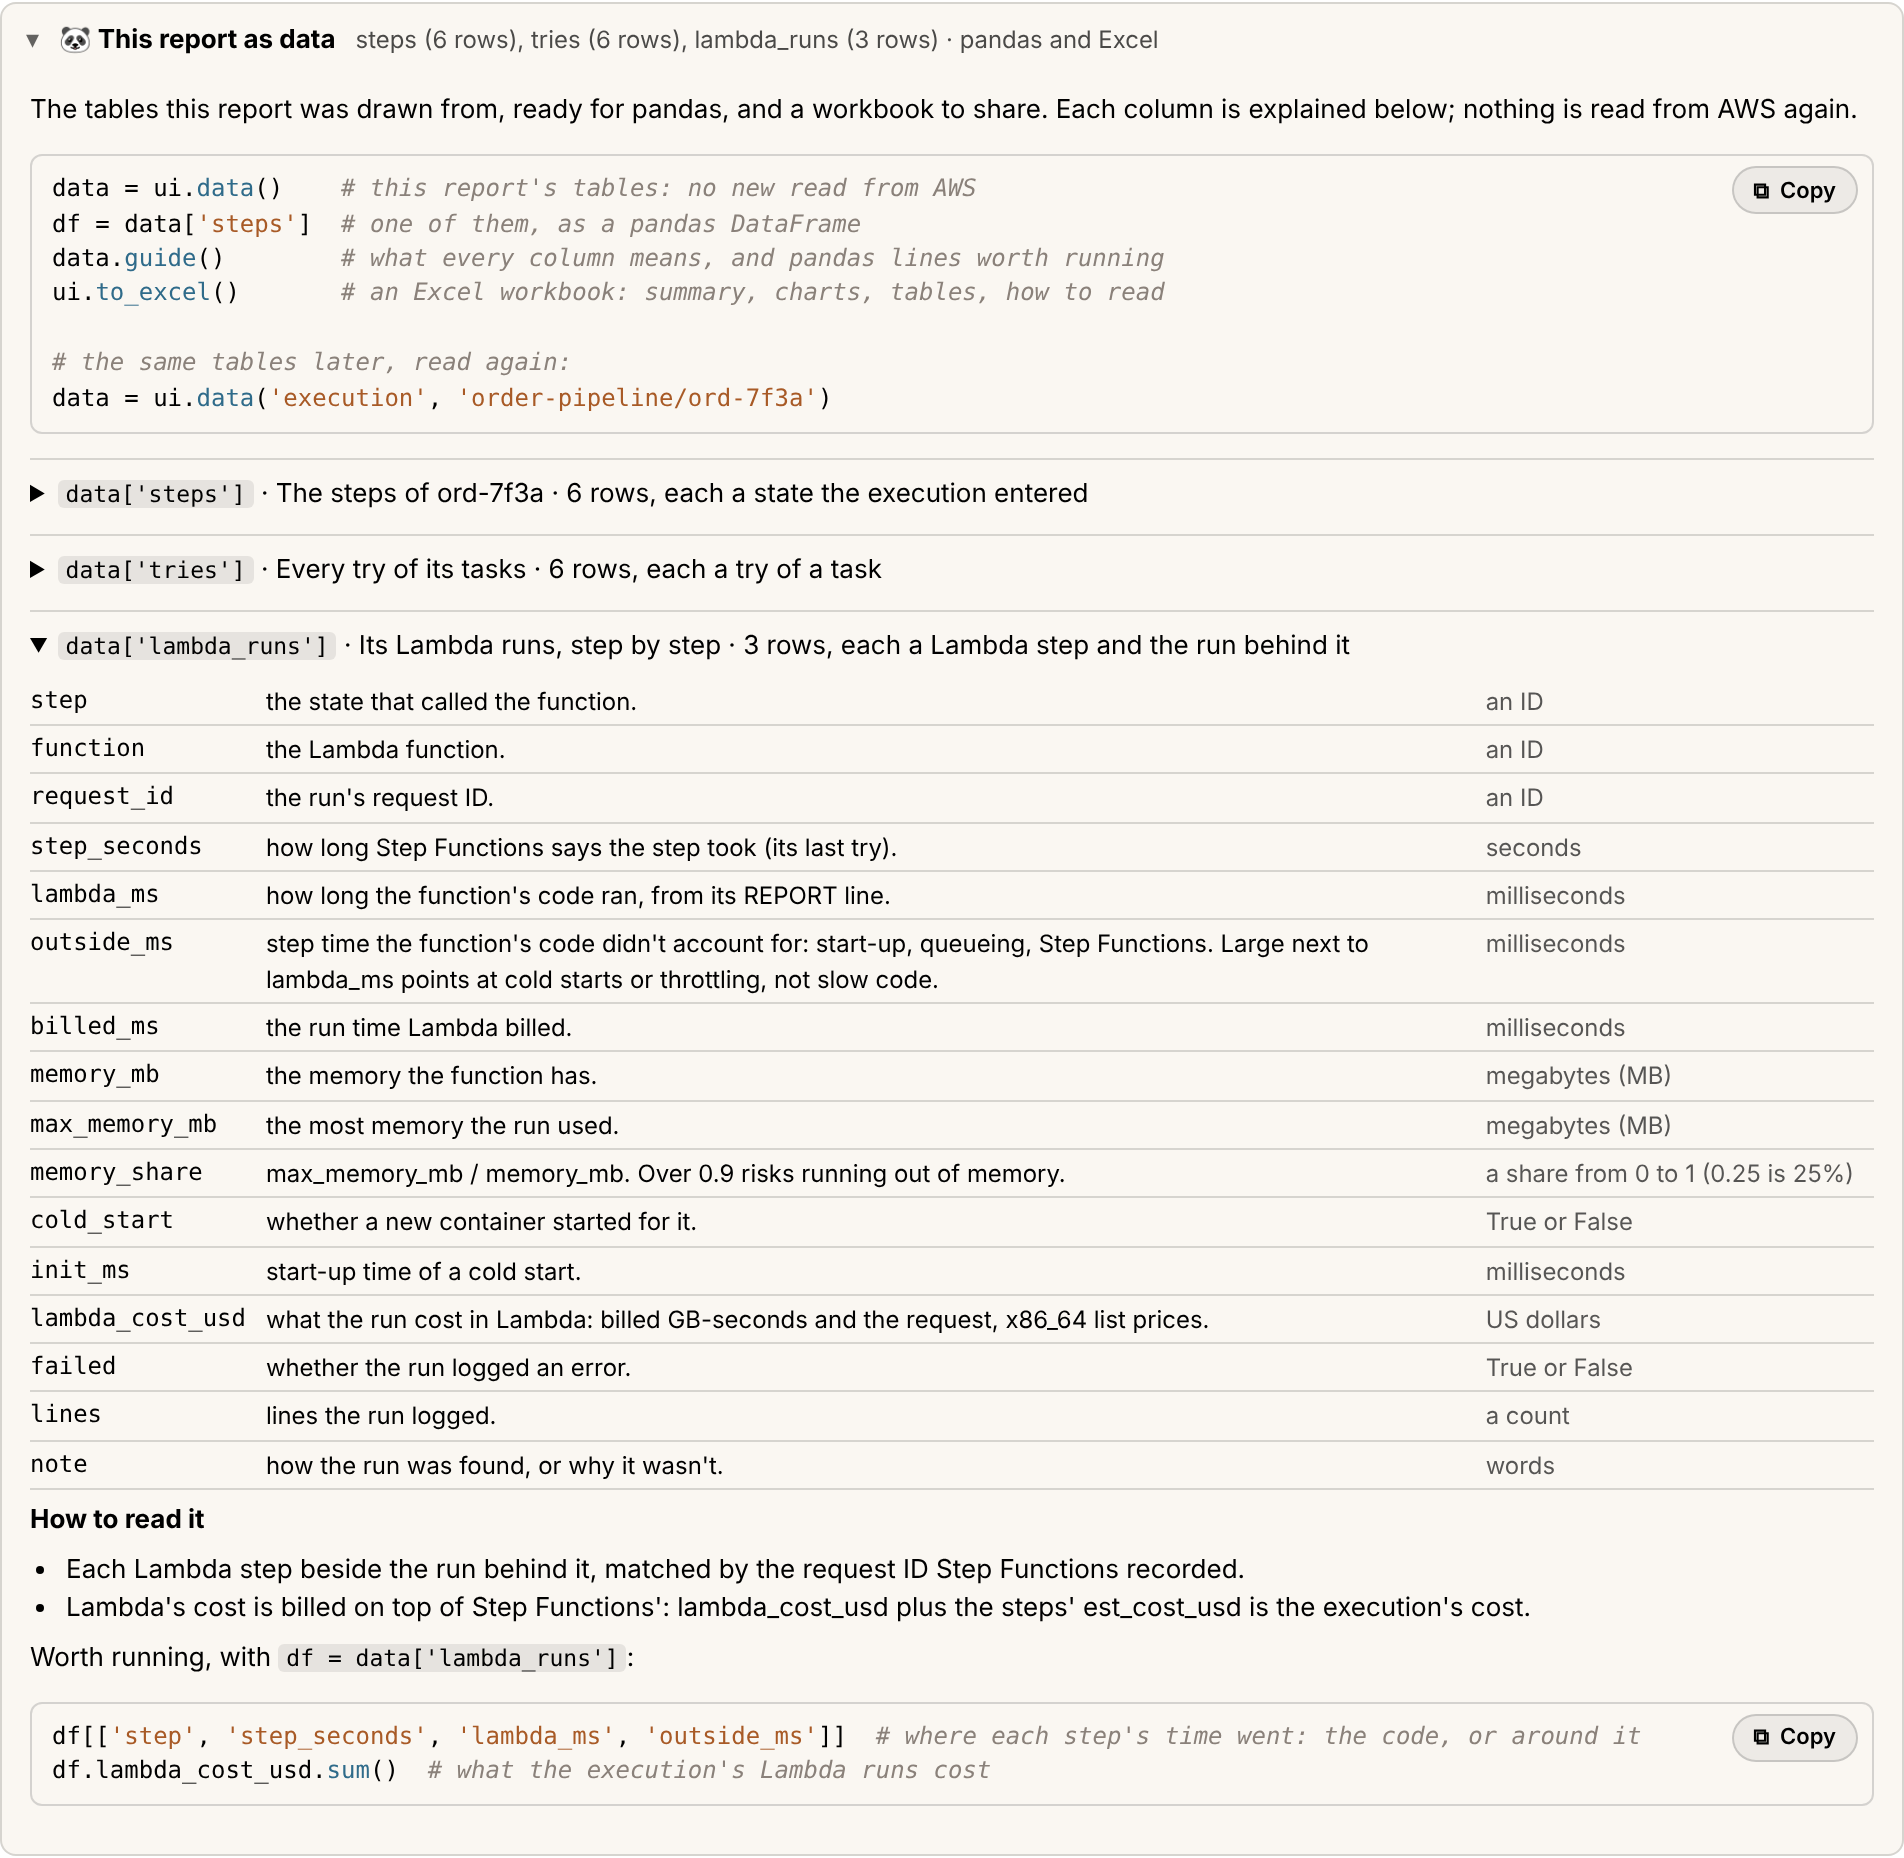 ▼ 🐼 This report as data steps (6 rows), tries (6 rows), lambda_runs (3 rows) · pandas and Excel
The tables this report was drawn from, ready for pandas, and a workbook to share. Each column is explained below; nothing is read from AWS again.
data = ui.data()    # this report's tables: no new read from AWS
Copy
df = data['steps']  # one of them, as a pandas DataFrame
data.guide()        # what every column means, and pandas lines worth running
ui.to_excel()       # an Excel workbook: summary, charts, tables, how to read
# the same tables later, read again:
data = ui.data('execution', 'order-pipeline/ord-7f3a')
▶ data['steps'] · The steps of ord-7f3a · 6 rows, each a state the execution entered
▶ data['tries'] · Every try of its tasks · 6 rows, each a try of a task
▼ data['lambda_runs'] · Its Lambda runs, step by step · 3 rows, each a Lambda step and the run behind it
step the state that called the function. an ID
function the Lambda function. an ID
request_id the run's request ID. an ID
step_seconds how long Step Functions says the step took (its last try). seconds
lambda_ms how long the function's code ran, from its REPORT line. milliseconds
outside_ms step time the function's code didn't account for: start-up, queueing, Step Functions. Large next to milliseconds
lambda_ms points at cold starts or throttling, not slow code.
billed_ms the run time Lambda billed. milliseconds
memory_mb the memory the function has. megabytes (MB)
max_memory_mb the most memory the run used. megabytes (MB)
memory_share max_memory_mb / memory_mb. Over 0.9 risks running out of memory. a share from 0 to 1 (0.25 is 25%)
cold_start whether a new container started for it. True or False
init_ms start-up time of a cold start. milliseconds
lambda_cost_usd what the run cost in Lambda: billed GB-seconds and the request, x86_64 list prices. US dollars
failed whether the run logged an error. True or False
lines lines the run logged. a count
note how the run was found, or why it wasn't. words
How to read it
• Each Lambda step beside the run behind it, matched by the request ID Step Functions recorded.
• Lambda's cost is billed on top of Step Functions': lambda_cost_usd plus the steps' est_cost_usd is the execution's cost.
Worth running, with df = data['lambda_runs']:
df[['step', 'step_seconds', 'lambda_ms', 'outside_ms']]  # where each step's time went: the code, or around it
Copy
df.lambda_cost_usd.sum()  # what the execution's Lambda runs cost